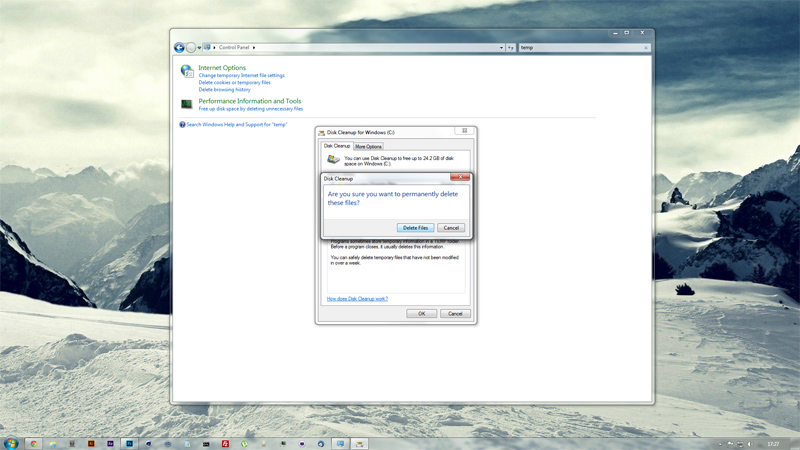 Control Panel
temp
Internet Options
Change temporary Internet file settings
Delete cookies or temporary files
Delete browsing history
Performance Information and Tools
Free up disk space by deleting unnecessary files
Search Windows Help and Support for "temp"
Disk Cleanup for Windows (C:)
Disk Cleanup
More Options
You can use Disk Cleanup to free up to 24.2 GB of disk
space on Windows (C:).
Disk Cleanup
Are you sure you want to permanently delete
these files?
Delete Files
Cancel
Programs sometimes store temporary information in a TEMP folder.
Before a program closes, it usually deletes this information.
You can safely delete temporary files that have not been modified
in over a week.
How does Disk Cleanup work?
OK
Cancel
17:27